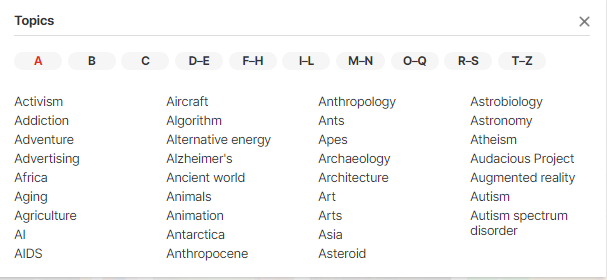 Topics
A
B
C
D–E
F–H
I–L
M–N
O–Q
R–S
T–Z
Activism
Addiction
Adventure
Advertising
Africa
Aging
Agriculture
AI
AIDS
Aircraft
Algorithm
Alternative energy
Alzheimer's
Ancient world
Animals
Animation
Antarctica
Anthropocene
Anthropology
Ants
Apes
Archaeology
Architecture
Art
Arts
Asia
Asteroid
Astrobiology
Astronomy
Atheism
Audacious Project
Augmented reality
Autism
Autism spectrum
disorder